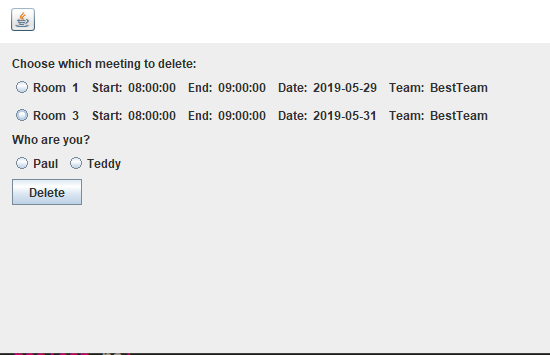 Choose which meeting to delete:
Room 1 Start: 08:00:00 End: 09:00:00 Date: 2019-05-29 Team: BestTeam
Room 3 Start: 08:00:00 End: 09:00:00 Date: 2019-05-31 Team: BestTeam
Who are you?
Paul Teddy
Delete